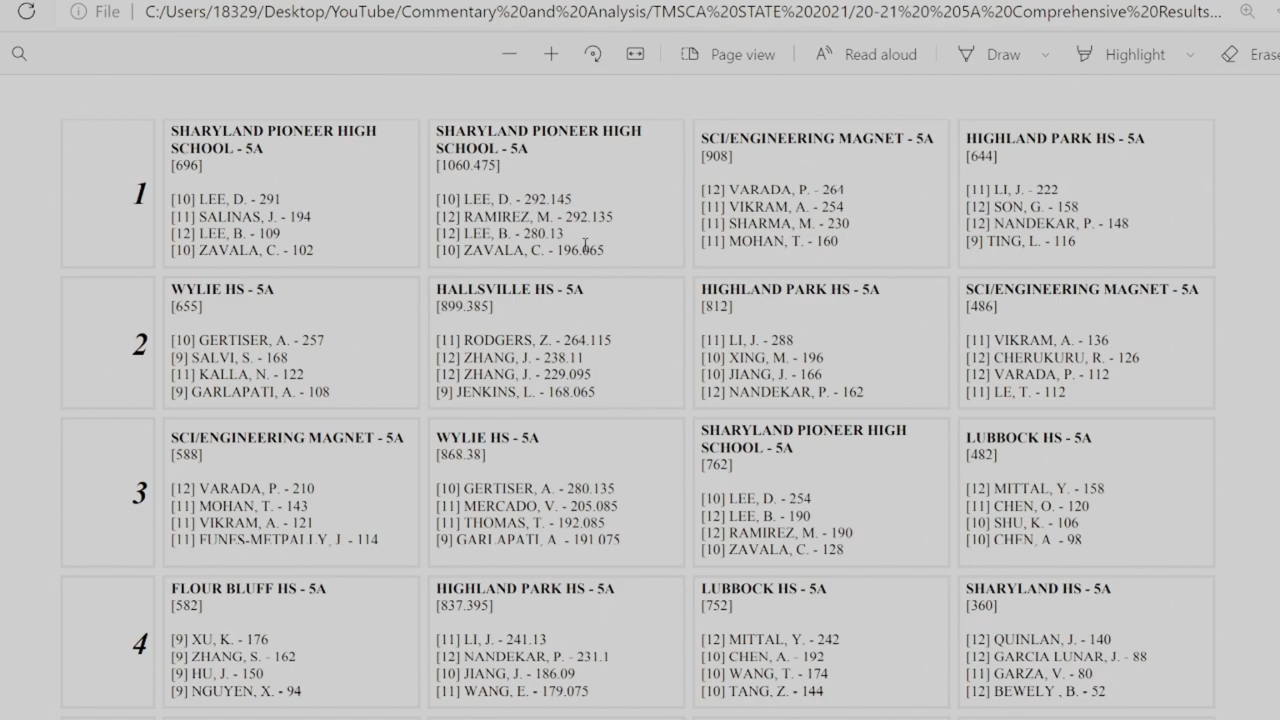 File C:/Users/18329/Desktop/YouTube/Commentary%20and%20Analysis/TMSCA%20STATE%202021/20-21%20%205A%20Comprehensive%20Results...
Page view Read aloud Draw Highlight Erase
1
SHARYLAND PIONEER HIGH
SCHOOL - 5A
[696]
[10] LEE, D. - 291
[11] SALINAS, J. - 194
[12] LEE, B. - 109
[10] ZAVALA, C. - 102
SHARYLAND PIONEER HIGH
SCHOOL - 5A
[1060.475]
[10] LEE, D. - 292.145
[12] RAMIREZ, M. - 292.135
[12] LEE, B. - 280.13
[10] ZAVALA, C. - 196.065
SCI/ENGINEERING MAGNET - 5A
[908]
[12] VARADA, P. - 264
[11] VIKRAM, A. - 254
[11] SHARMA, M. - 230
[11] MOHAN, T. - 160
HIGHLAND PARK HS - 5A
[644]
[11] LI, J. - 222
[12] SON, G. - 158
[12] NANDEKAR, P. - 148
[9] TING, L. - 116
2
WYLIE HS - 5A
[655]
[10] GERTISER, A. - 257
[9] SALVI, S. - 168
[11] KALLA, N. - 122
[9] GARLAPATI, A. - 108
HALLSVILLE HS - 5A
[899.385]
[11] RODGERS, Z. - 264.115
[12] ZHANG, J. - 238.11
[12] ZHANG, J. - 229.095
[9] JENKINS, L. - 168.065
HIGHLAND PARK HS - 5A
[812]
[11] LI, J. - 288
[10] XING, M. - 196
[10] JIANG, J. - 166
[12] NANDEKAR, P. - 162
SCI/ENGINEERING MAGNET - 5A
[486]
[11] VIKRAM, A. - 136
[12] CHERUKURU, R. - 126
[12] VARADA, P. - 112
[11] LE, T. - 112
3
SCI/ENGINEERING MAGNET - 5A
[588]
[12] VARADA, P. - 210
[11] MOHAN, T. - 143
[11] VIKRAM, A. - 121
[11] FUNES-METPALLY, J. - 114
WYLIE HS - 5A
[868.38]
[10] GERTISER, A. - 280.135
[11] MERCADO, V. - 205.085
[11] THOMAS, T. - 192.085
[9] GARLAPATI, A. - 191.075
SHARYLAND PIONEER HIGH
SCHOOL - 5A
[762]
[10] LEE, D. - 254
[12] LEE, B. - 190
[12] RAMIREZ, M. - 190
[10] ZAVALA, C. - 128
LUBBOCK HS - 5A
[482]
[12] MITTAL, Y. - 158
[11] CHEN, O. - 120
[10] SHU, K. - 106
[10] CHEN, A. - 98
4
FLOUR BLUFF HS - 5A
[582]
[9] XU, K. - 176
[9] ZHANG, S. - 162
[9] HU, J. - 150
[9] NGUYEN, X. - 94
HIGHLAND PARK HS - 5A
[837.395]
[11] LI, J. - 241.13
[12] NANDEKAR, P. - 231.1
[10] JIANG, J. - 186.09
[11] WANG, E. - 179.075
LUBBOCK HS - 5A
[752]
[12] MITTAL, Y. - 242
[10] CHEN, A. - 192
[10] WANG, T. - 174
[10] TANG, Z. - 144
SHARYLAND HS - 5A
[360]
[12] QUINLAN, J. - 140
[12] GARCIA LUNAR, J. - 88
[11] GARZA, V. - 80
[12] BEWELY , B. - 52